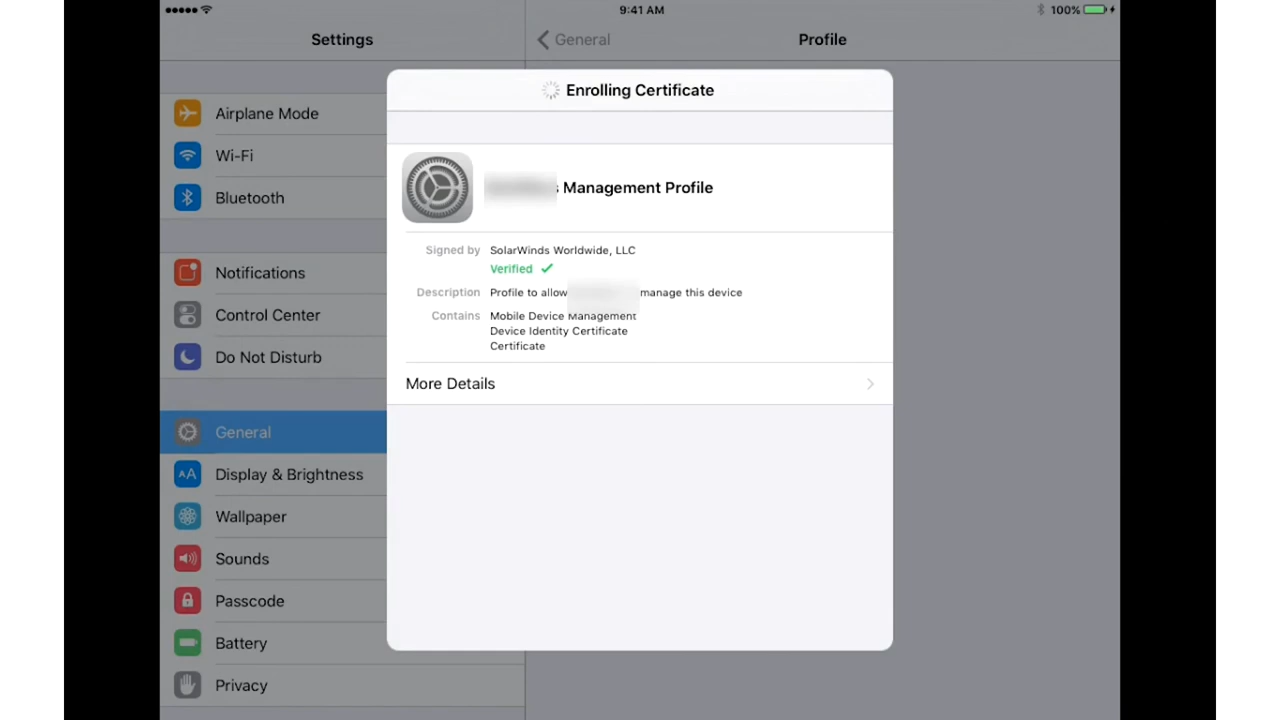 9:41 AM
100%
Settings
General
Profile
Enrolling Certificate
Airplane Mode
Wi-Fi
Bluetooth
Management Profile
Signed by SolarWinds Worldwide, LLC
Verified
Notifications
Description Profile to allow manage this device
Control Center
Contains Mobile Device Management
Device Identity Certificate
Certificate
Do Not Disturb
More Details
General
AA Display & Brightness
Wallpaper
Sounds
Passcode
Battery
Privacy